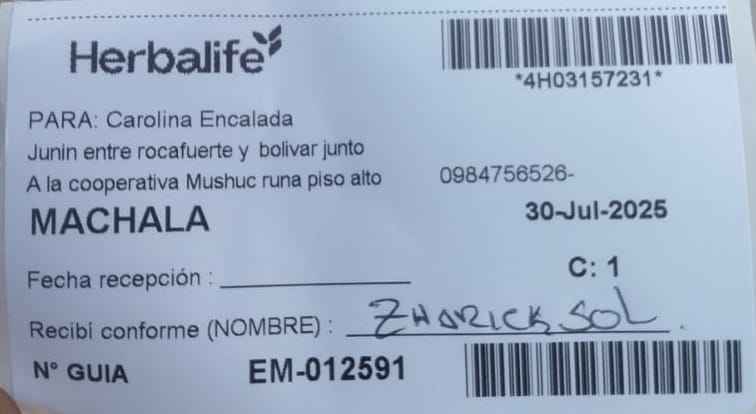 Herbalife
*4H03157231*
PARA: Carolina Encalada
Junin entre rocafuerte y bolivar junto
A la cooperativa Mushuc runa piso alto 0984756526-
MACHALA 30-Jul-2025
C: 1
Fecha recepción :
Recibí conforme (NOMBRE) : ZHARICK SOL
N° GUIA EM-012591